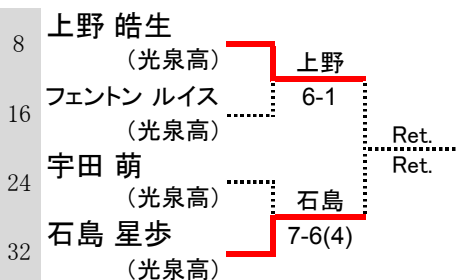 8 上野 皓生
(光泉高)
上野
16 フェントン ルイス
6-1
(光泉高)
Ret.
Ret.
24 宇田 萌
(光泉高)
石島
32 石島 星歩
7-6(4)
(光泉高)